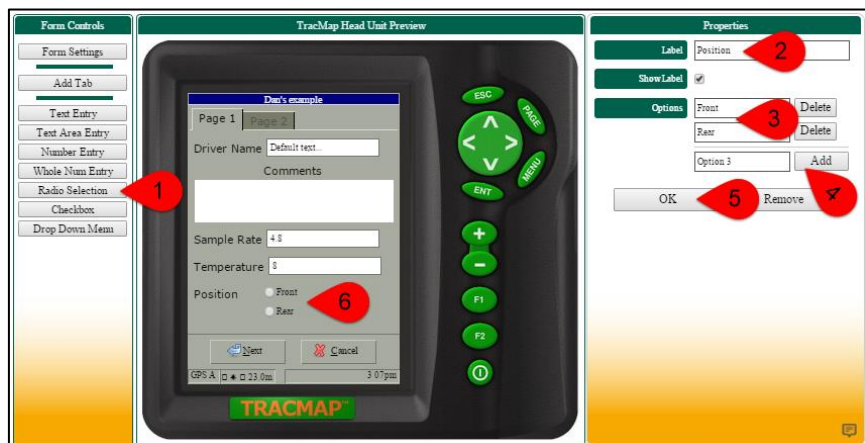 Form Controls
Form Settings
Add Tab
Text Entry
Text Area Entry
Number Entry
Whole Num Entry
Radio Selection
Checkbox
Drop Down Menu
1
TracMap Head Unit Preview
Dan's example
Page 1
Page 2
Driver Name Default text...
Comments
Sample Rate 4.8
Temperature 8
Position Front
Rear
6
Next Cancel
GPS A 23.0m 3 07pm
TRACMAP™
ESC
PAGE
MENU
ENT
+
−
F1
F2
Properties
Label Position
2
ShowLabel
Options Front Delete
3
Rear Delete
Option 3 Add
4
OK Remove
5